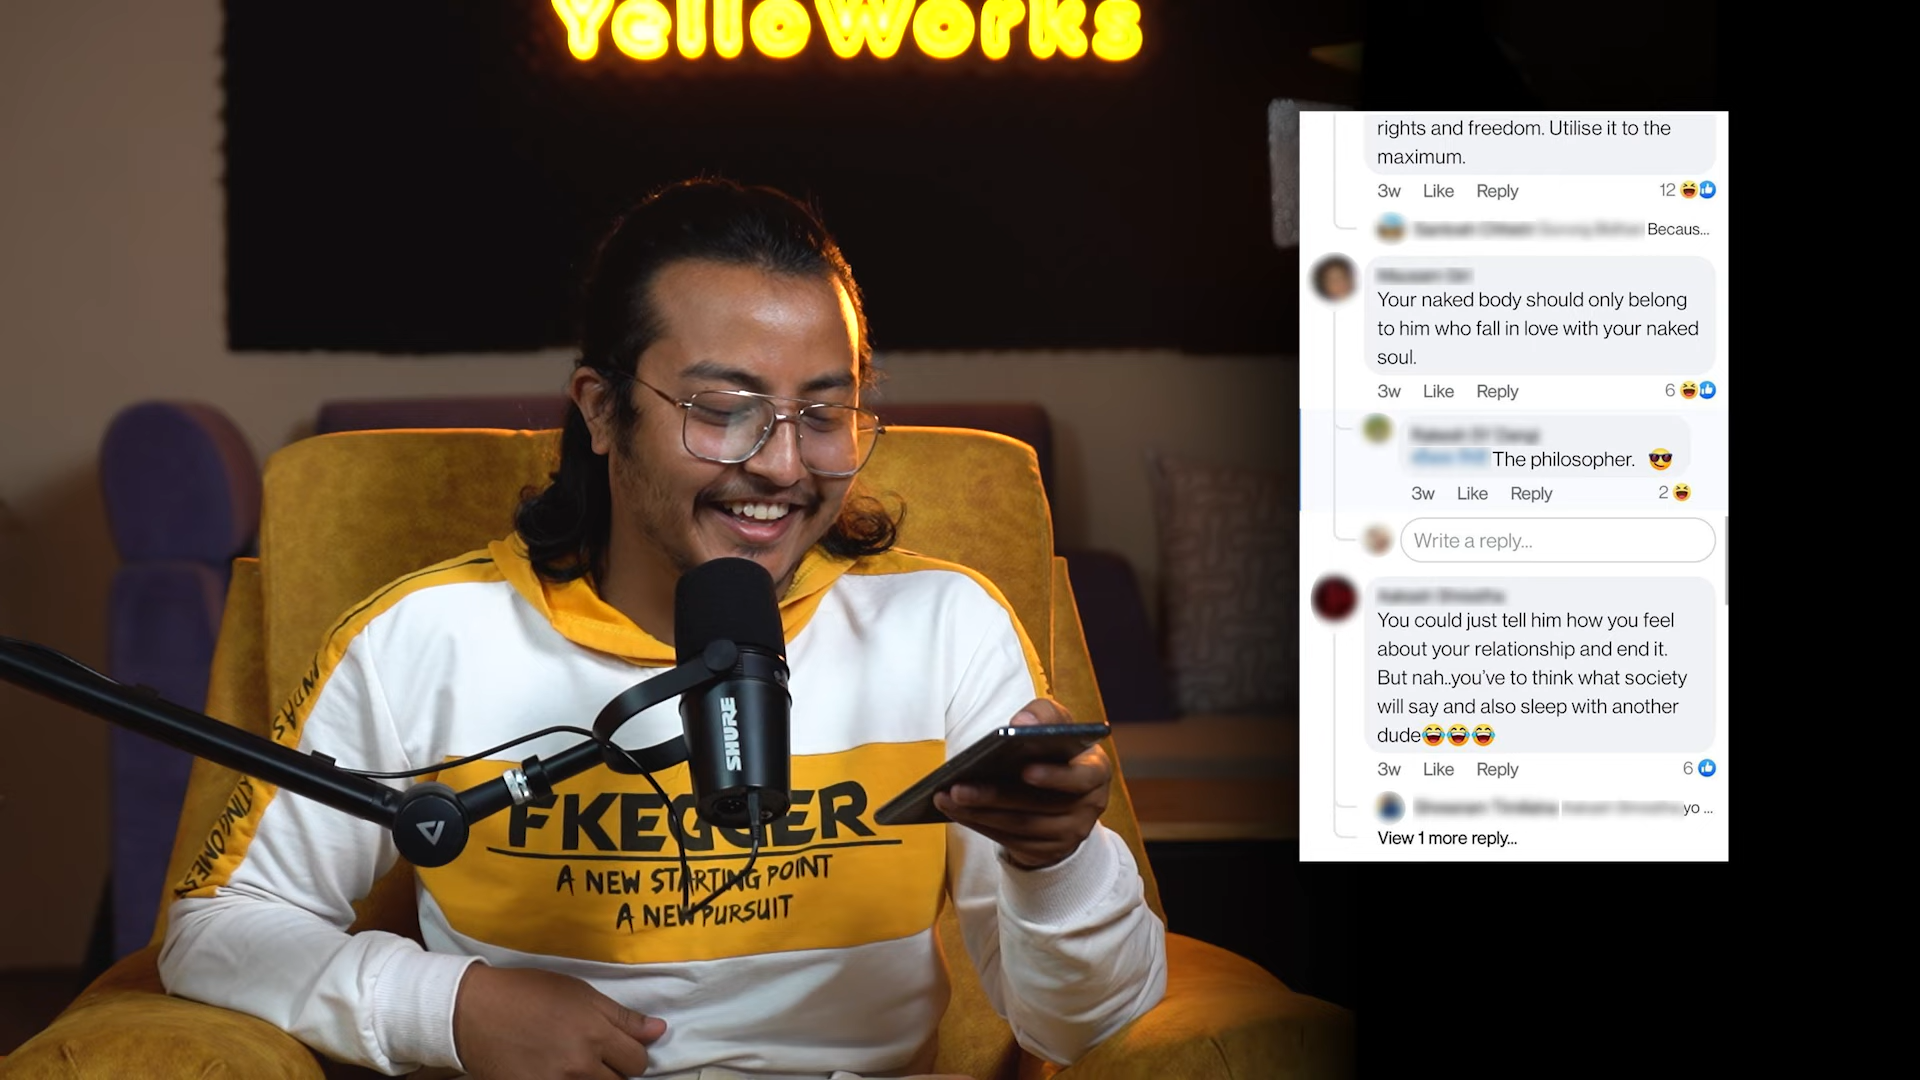 YelloWorks
rights and freedom. Utilise it to the
maximum.
3w Like Reply 12
Becaus...
Your naked body should only belong
to him who fall in love with your naked
soul.
3w Like Reply 6
The philosopher. 😎
3w Like Reply 2
Write a reply...
You could just tell him how you feel
about your relationship and end it.
But nah..you've to think what society
will say and also sleep with another
dude😂😂😂
3w Like Reply 6
yo ...
View 1 more reply...
SHURE
FKEGGER
A NEW STARTING POINT
A NEW PURSUIT